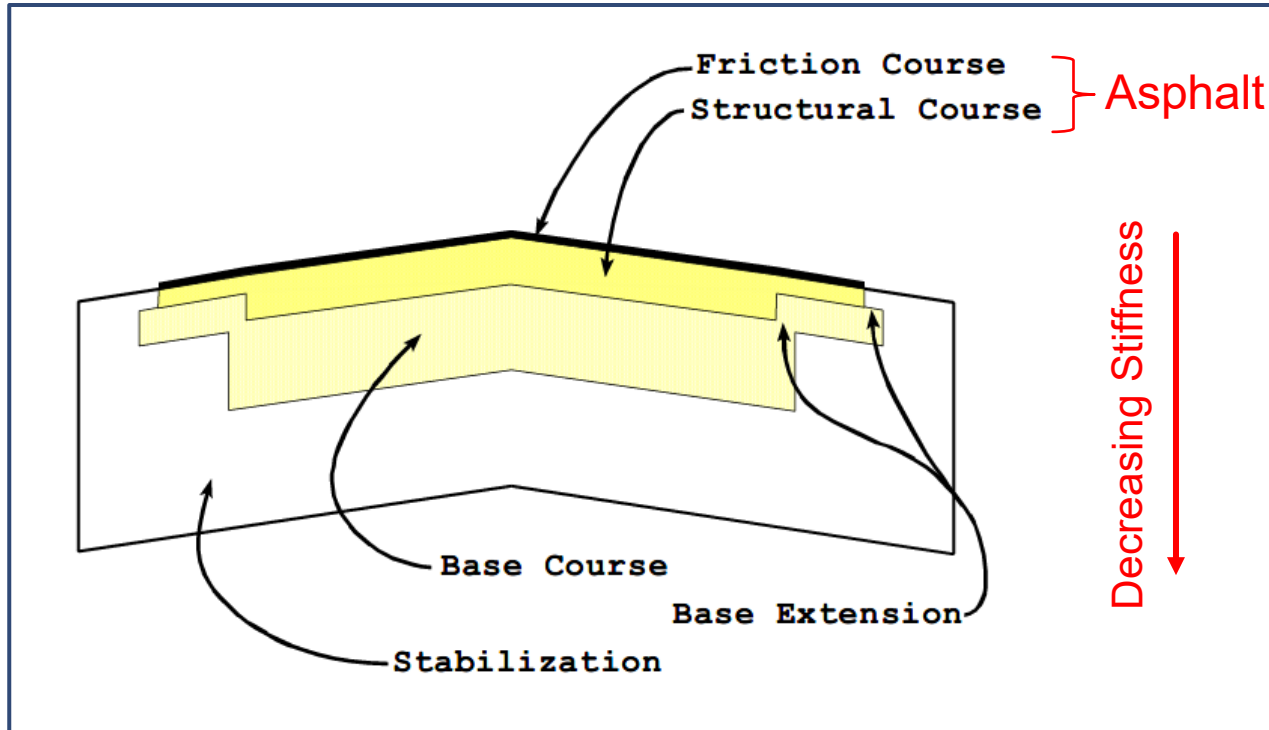 Friction Course
Structural Course
Asphalt
Decreasing Stiffness
Base Course
Base Extension
Stabilization